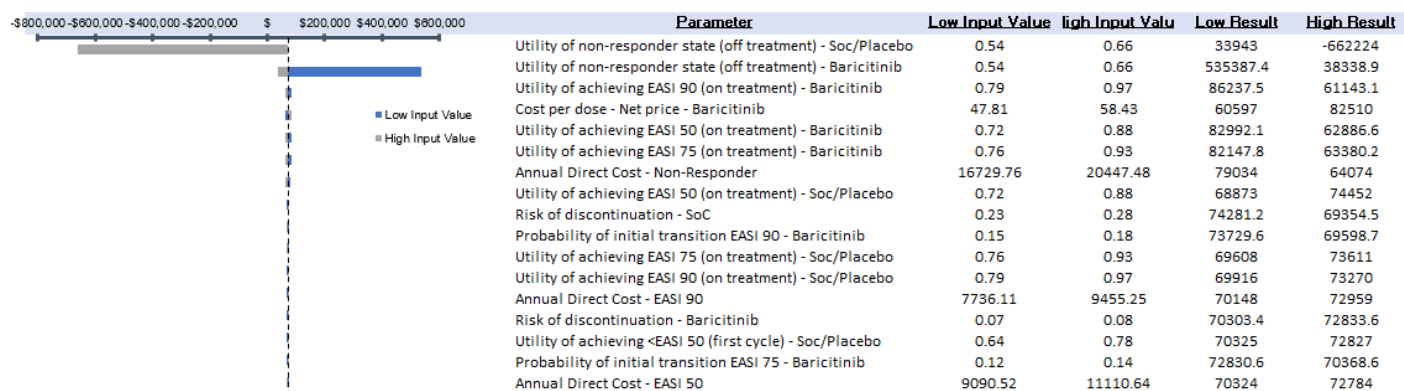 -$800,000 -$600,000 -$400,000 -$200,000 $ $200,000 $400,000 $600,000
Low Input Value
High Input Value
Parameter Low Input Value ligh Input Valu Low Result High Result
Utility of non-responder state (off treatment) - Soc/Placebo 0.54 0.66 33943 -662224
Utility of non-responder state (off treatment) - Baricitinib 0.54 0.66 535387.4 38338.9
Utility of achieving EASI 90 (on treatment) - Baricitinib 0.79 0.97 86237.5 61143.1
Cost per dose - Net price - Baricitinib 47.81 58.43 60597 82510
Utility of achieving EASI 50 (on treatment) - Baricitinib 0.72 0.88 82992.1 62886.6
Utility of achieving EASI 75 (on treatment) - Baricitinib 0.76 0.93 82147.8 63380.2
Annual Direct Cost - Non-Responder 16729.76 20447.48 79034 64074
Utility of achieving EASI 50 (on treatment) - Soc/Placebo 0.72 0.88 68873 74452
Risk of discontinuation - SoC 0.23 0.28 74281.2 69354.5
Probability of initial transition EASI 90 - Baricitinib 0.15 0.18 73729.6 69598.7
Utility of achieving EASI 75 (on treatment) - Soc/Placebo 0.76 0.93 69608 73611
Utility of achieving EASI 90 (on treatment) - Soc/Placebo 0.79 0.97 69916 73270
Annual Direct Cost - EASI 90 7736.11 9455.25 70148 72959
Risk of discontinuation - Baricitinib 0.07 0.08 70303.4 72833.6
Utility of achieving <EASI 50 (first cycle) - Soc/Placebo 0.64 0.78 70325 72827
Probability of initial transition EASI 75 - Baricitinib 0.12 0.14 72830.6 70368.6
Annual Direct Cost - EASI 50 9090.52 11110.64 70324 72784